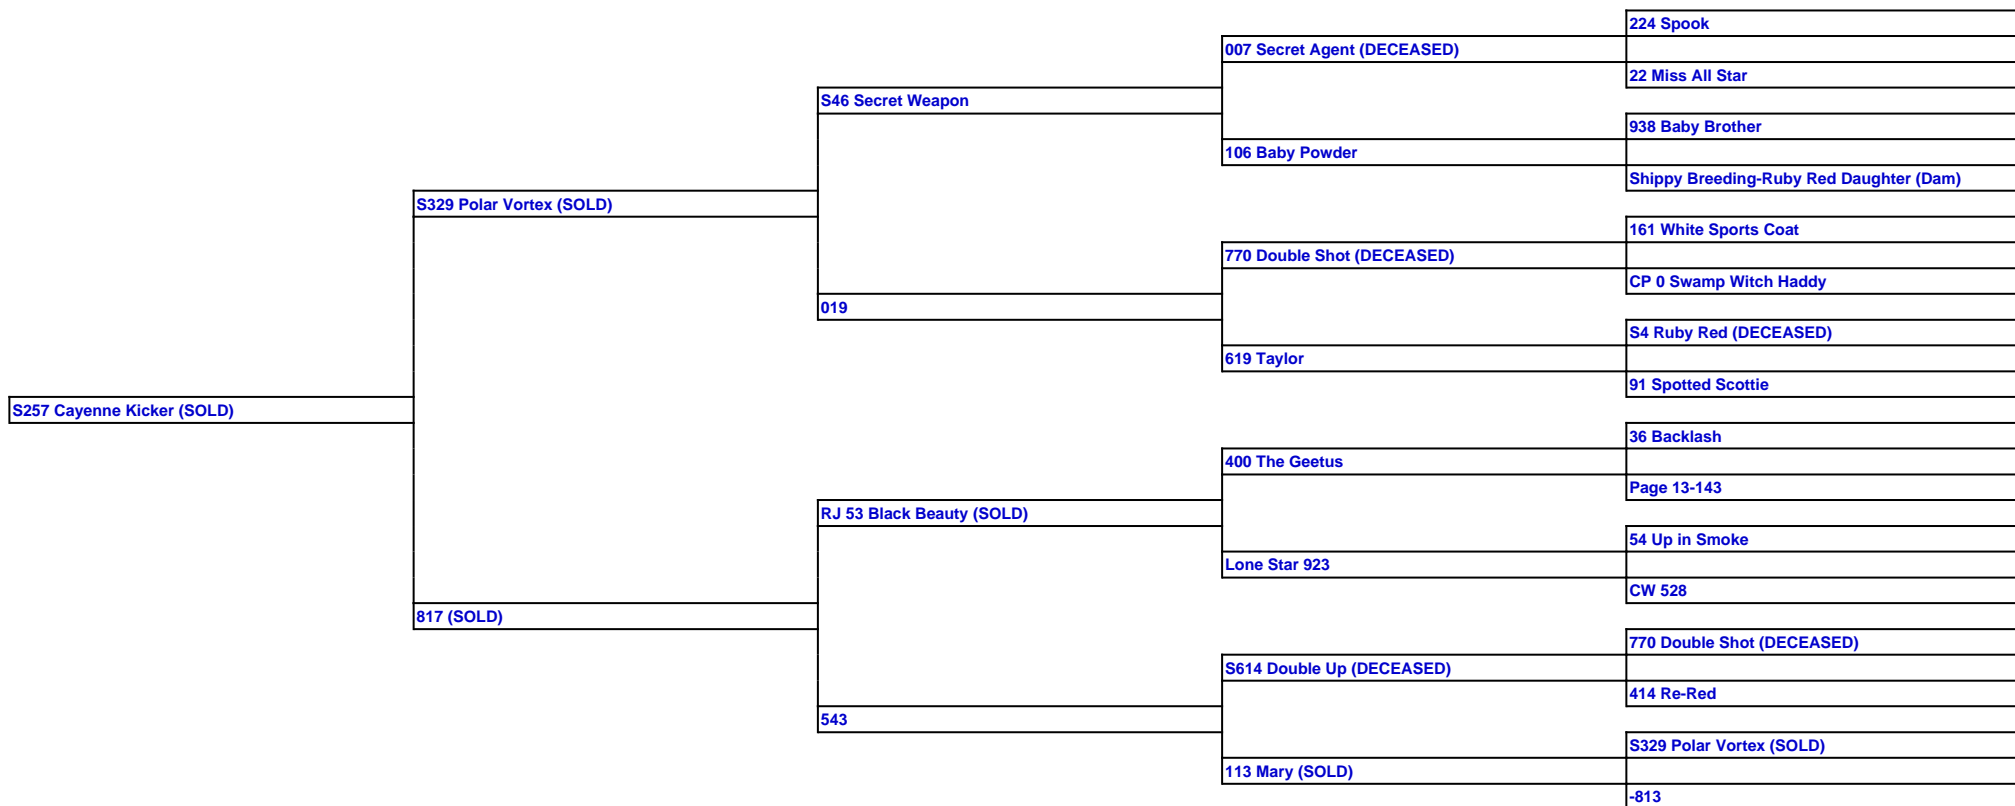 224 Spook
007 Secret Agent (DECEASED)
22 Miss All Star
S46 Secret Weapon
938 Baby Brother
106 Baby Powder
Shippy Breeding-Ruby Red Daughter (Dam)
S329 Polar Vortex (SOLD)
161 White Sports Coat
770 Double Shot (DECEASED)
CP 0 Swamp Witch Haddy
019
S4 Ruby Red (DECEASED)
619 Taylor
91 Spotted Scottie
S257 Cayenne Kicker (SOLD)
36 Backlash
400 The Geetus
Page 13-143
RJ 53 Black Beauty (SOLD)
54 Up in Smoke
Lone Star 923
CW 528
817 (SOLD)
770 Double Shot (DECEASED)
S614 Double Up (DECEASED)
414 Re-Red
543
S329 Polar Vortex (SOLD)
113 Mary (SOLD)
-813